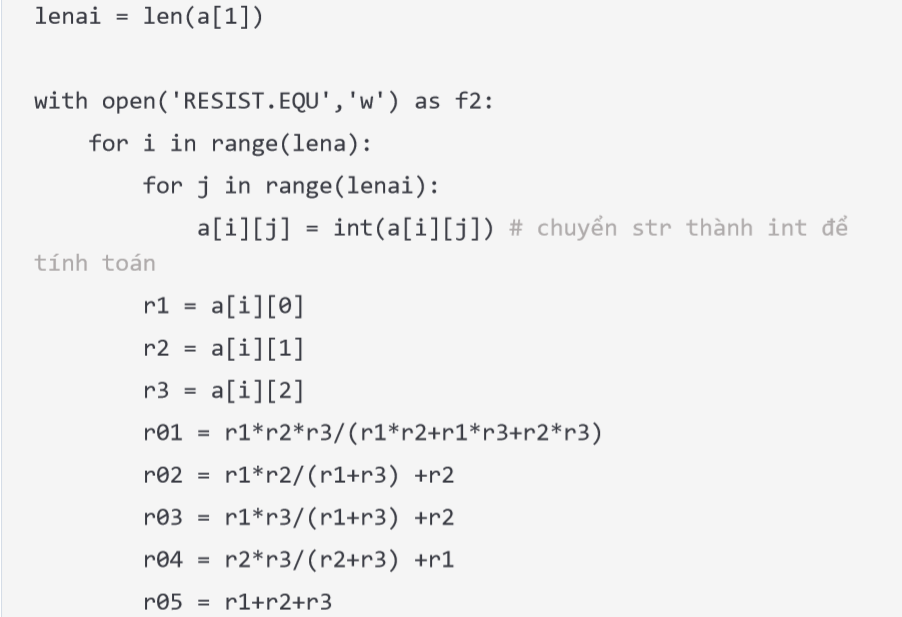 lenai = len(a[1])
with open('RESIST.EQU','w') as f2:
    for i in range(lena):
        for j in range(lenai):
            a[i][j] = int(a[i][j]) # chuyển str thành int để
tính toán
        r1 = a[i][0]
        r2 = a[i][1]
        r3 = a[i][2]
        r01 = r1*r2*r3/(r1*r2+r1*r3+r2*r3)
        r02 = r1*r2/(r1+r3) +r2
        r03 = r1*r3/(r1+r3) +r2
        r04 = r2*r3/(r2+r3) +r1
        r05 = r1+r2+r3